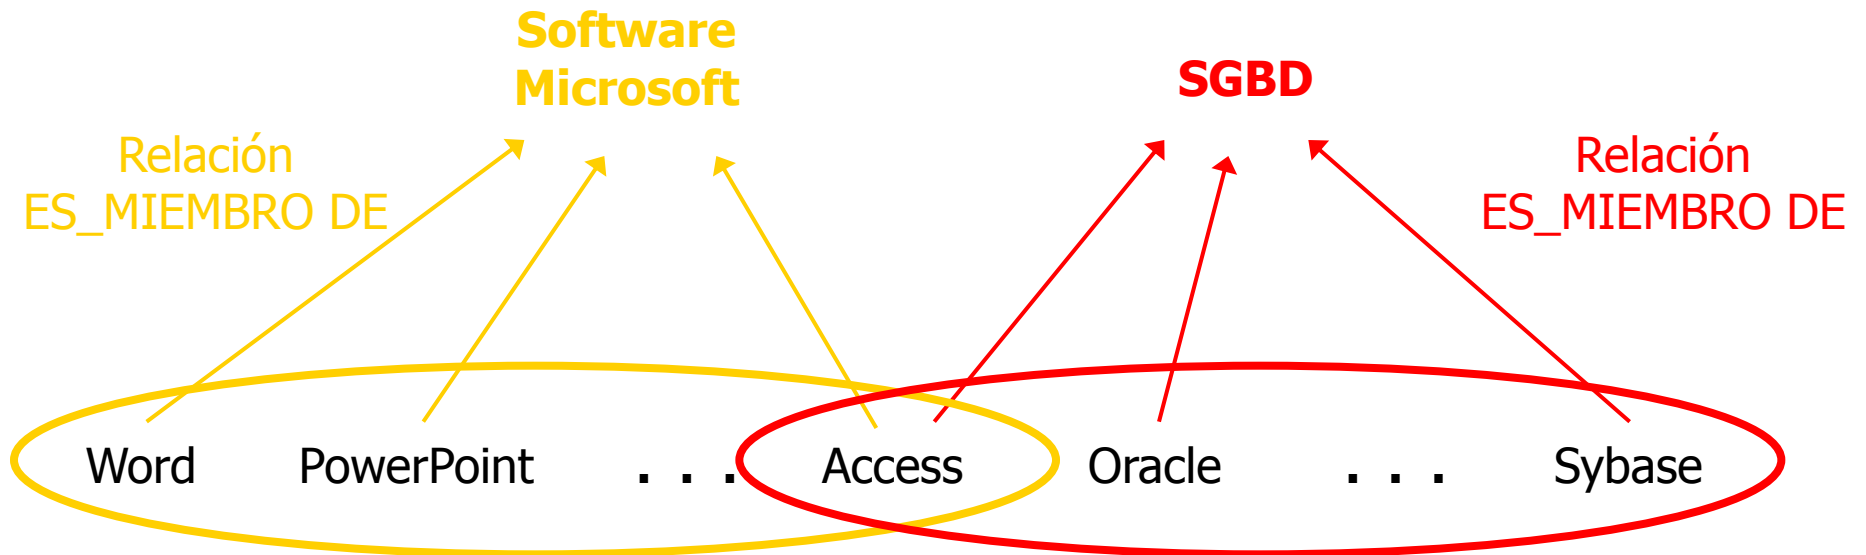 Software
Microsoft
SGBD
Relación
ES_MIEMBRO DE
Relación
ES_MIEMBRO DE
Word PowerPoint . . . Access Oracle . . . Sybase